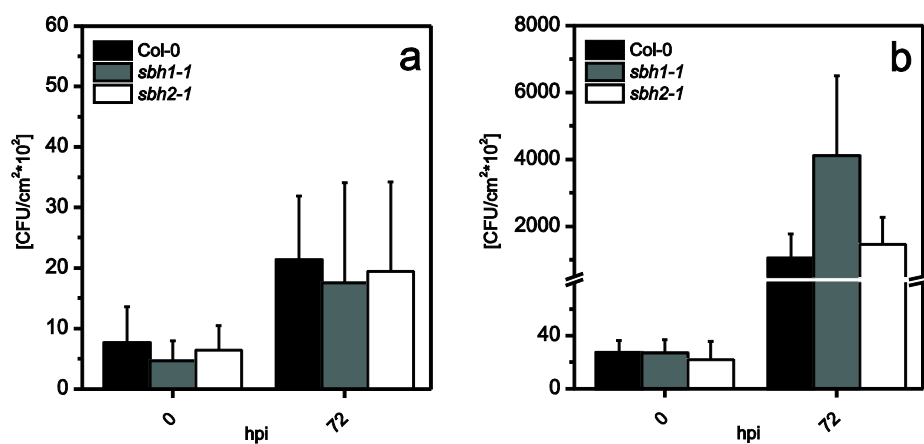 60
50
40
30
20
10
0
[CFU/cm²*10²]
Col-0
sbh1-1
sbh2-1
a
0
72
hpi
8000
6000
4000
2000
40
0
[CFU/cm²*10²]
Col-0
sbh1-1
sbh2-1
b
0
72
hpi